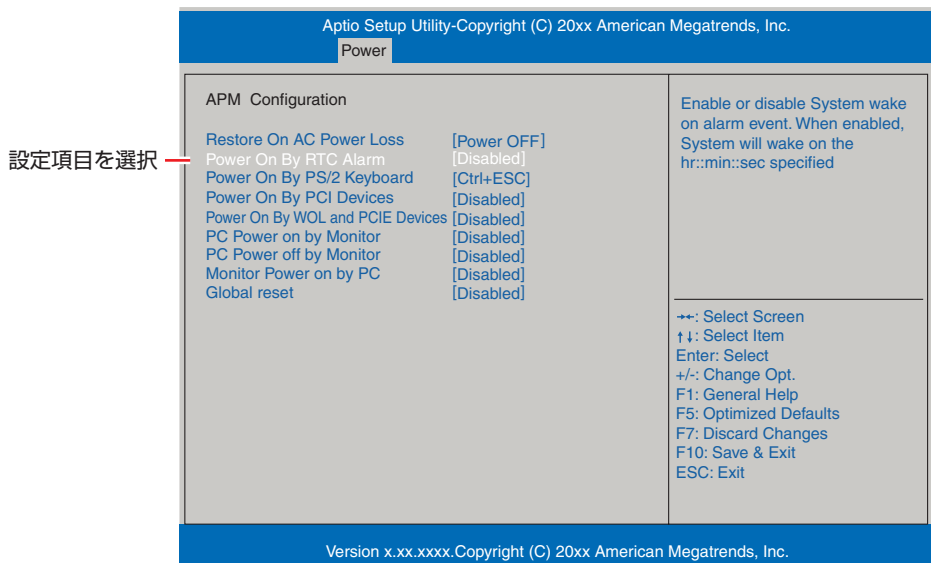 Aptio Setup Utility-Copyright (C) 20xx American Megatrends, Inc.
Power
APM Configuration
設定項目を選択
Restore On AC Power Loss [Power OFF]
Power On By RTC Alarm [Disabled]
Power On By PS/2 Keyboard [Ctrl+ESC]
Power On By PCI Devices [Disabled]
Power On By WOL and PCIE Devices [Disabled]
PC Power on by Monitor [Disabled]
PC Power off by Monitor [Disabled]
Monitor Power on by PC [Disabled]
Global reset [Disabled]
Enable or disable System wake
on alarm event. When enabled,
System will wake on the
hr::min::sec specified
→←: Select Screen
↑↓: Select Item
Enter: Select
+/-: Change Opt.
F1: General Help
F5: Optimized Defaults
F7: Discard Changes
F10: Save & Exit
ESC: Exit
Version x.xx.xxxx.Copyright (C) 20xx American Megatrends, Inc.